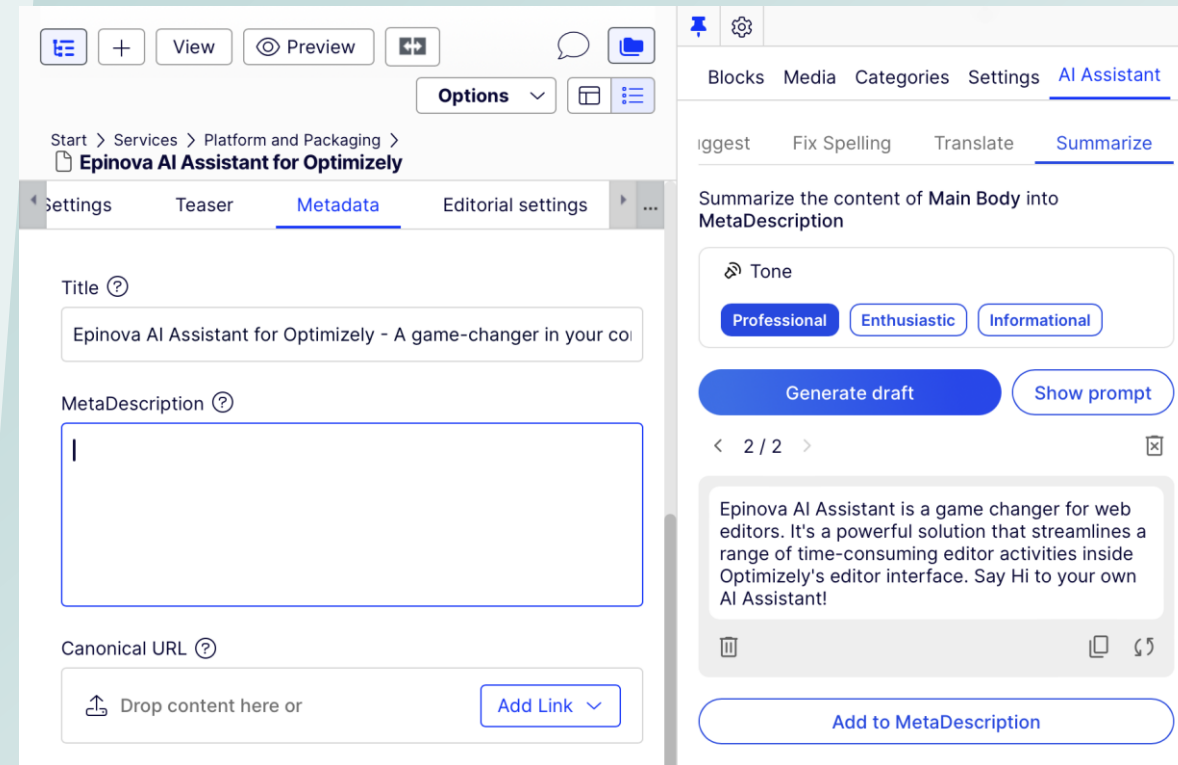 View
Preview
Options
Start > Services > Platform and Packaging >
Epinova AI Assistant for Optimizely
Settings
Teaser
Metadata
Editorial settings
...
Title
Epinova AI Assistant for Optimizely - A game-changer in your co
MetaDescription
Canonical URL
Drop content here or
Add Link
Blocks
Media
Categories
Settings
AI Assistant
uggest
Fix Spelling
Translate
Summarize
Summarize the content of Main Body into
MetaDescription
Tone
Professional
Enthusiastic
Informational
Generate draft
Show prompt
< 2 / 2 >
Epinova AI Assistant is a game changer for web
editors. It's a powerful solution that streamlines a
range of time-consuming editor activities inside
Optimizely's editor interface. Say Hi to your own
AI Assistant!
Add to MetaDescription